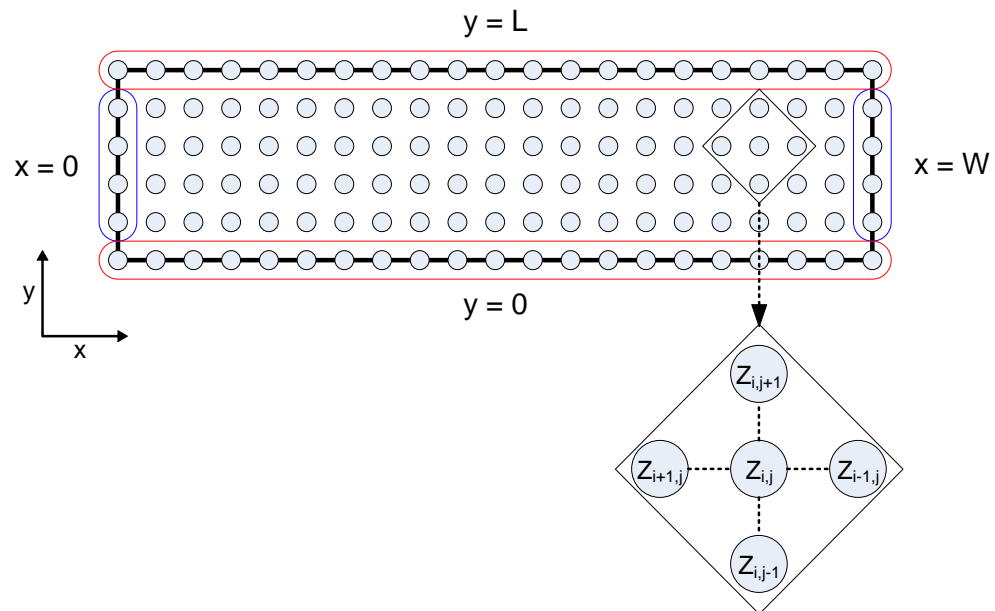 y = L
x = 0
x = W
y
x
y = 0
Z_{i,j+1}
Z_{i+1,j}
Z_{i,j}
Z_{i-1,j}
Z_{i,j-1}